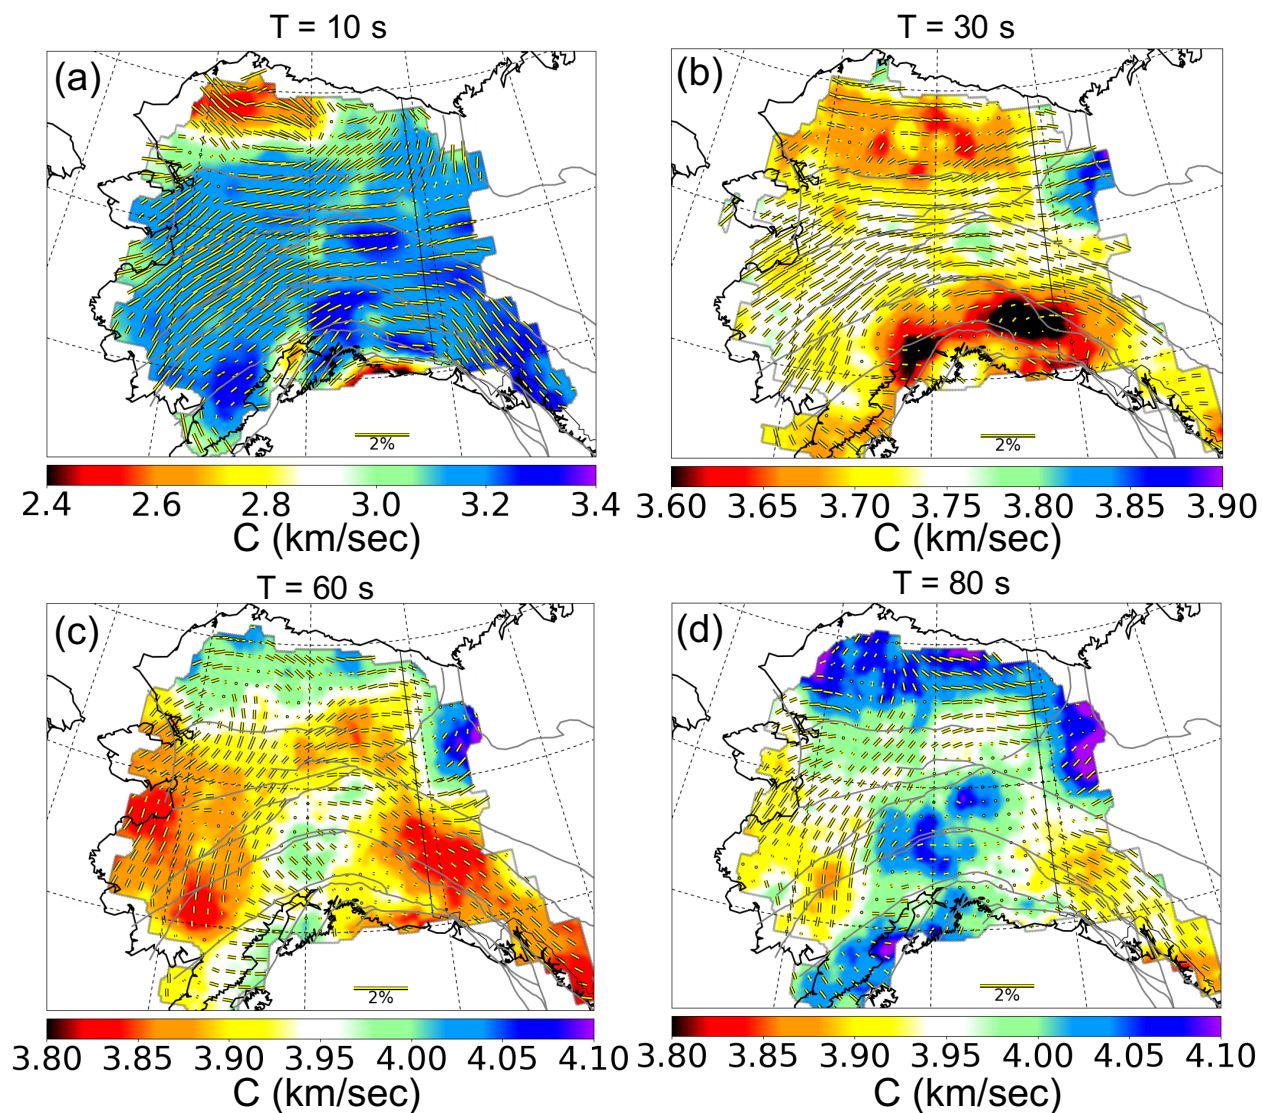 T = 10 s
T = 30 s
(a)
(b)
2%
2%
2.4 2.6 2.8 3.0 3.2 3.4
3.60 3.65 3.70 3.75 3.80 3.85 3.90
C (km/sec)
C (km/sec)
T = 60 s
T = 80 s
(c)
(d)
2%
2%
3.80 3.85 3.90 3.95 4.00 4.05 4.10
3.80 3.85 3.90 3.95 4.00 4.05 4.10
C (km/sec)
C (km/sec)